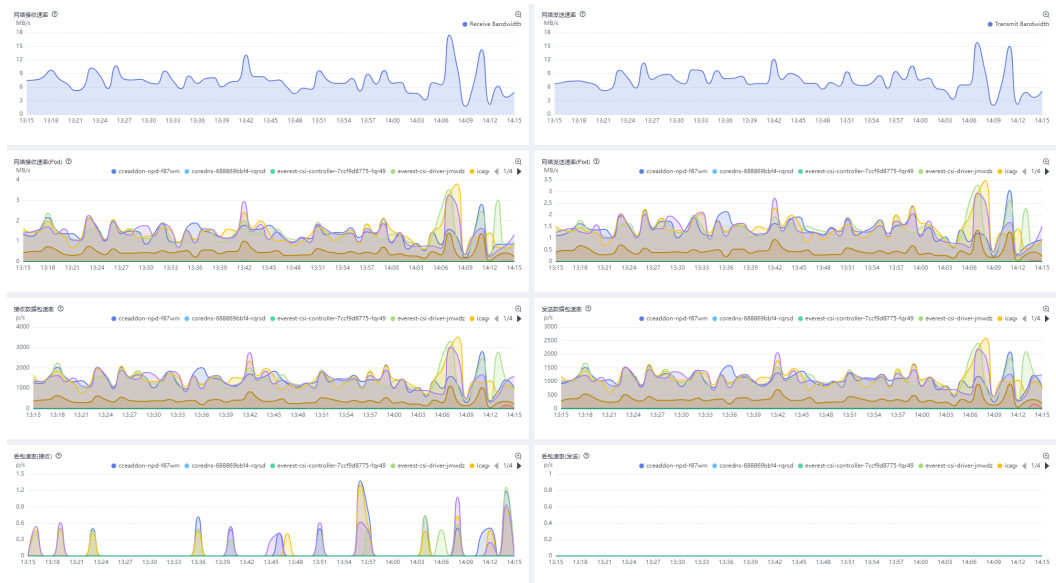 网络接收速率 ?
MB/s
Receive Bandwidth
18
15
12
9
6
3
0
13:15 13:18 13:21 13:24 13:27 13:30 13:33 13:36 13:39 13:42 13:45 13:48 13:51 13:54 13:57 14:00 14:03 14:06 14:09 14:12 14:15
网络发送速率 ?
MB/s
Transmit Bandwidth
18
15
12
9
6
3
0
13:15 13:18 13:21 13:24 13:27 13:30 13:33 13:36 13:39 13:42 13:45 13:48 13:51 13:54 13:57 14:00 14:03 14:06 14:09 14:12 14:15
网络接收速率(Pod) ?
MB/s
cceaddon-npd-f87wm coredns-688869bbf4-rqrsd everest-csi-controller-7ccf9d8775-fqr49 everest-csi-driver-jmwdz icag 1/4
4
3
2
1
0
13:15 13:18 13:21 13:24 13:27 13:30 13:33 13:36 13:39 13:42 13:45 13:48 13:51 13:54 13:57 14:00 14:03 14:06 14:09 14:12 14:15
网络发送速率(Pod) ?
MB/s
cceaddon-npd-f87wm coredns-688869bbf4-rqrsd everest-csi-controller-7ccf9d8775-fqr49 everest-csi-driver-jmwdz icag 1/4
3.5
3
2.5
2
1.5
1
0.5
0
13:15 13:18 13:21 13:24 13:27 13:30 13:33 13:36 13:39 13:42 13:45 13:48 13:51 13:54 13:57 14:00 14:03 14:06 14:09 14:12 14:15
接收数据包速率 ?
p/s
cceaddon-npd-f87wm coredns-688869bbf4-rqrsd everest-csi-controller-7ccf9d8775-fqr49 everest-csi-driver-jmwdz icag 1/4
4000
3000
2000
1000
0
13:15 13:18 13:21 13:24 13:27 13:30 13:33 13:36 13:39 13:42 13:45 13:48 13:51 13:54 13:57 14:00 14:03 14:06 14:09 14:12 14:15
发送数据包速率 ?
p/s
cceaddon-npd-f87wm coredns-688869bbf4-rqrsd everest-csi-controller-7ccf9d8775-fqr49 everest-csi-driver-jmwdz icag 1/4
3000
2500
2000
1500
1000
500
0
13:15 13:18 13:21 13:24 13:27 13:30 13:33 13:36 13:39 13:42 13:45 13:48 13:51 13:54 13:57 14:00 14:03 14:06 14:09 14:12 14:15
丢包速率(接收) ?
p/s
cceaddon-npd-f87wm coredns-688869bbf4-rqrsd everest-csi-controller-7ccf9d8775-fqr49 everest-csi-driver-jmwdz icag 1/4
1.5
1.2
0.9
0.6
0.3
0
13:15 13:18 13:21 13:24 13:27 13:30 13:33 13:36 13:39 13:42 13:45 13:48 13:51 13:54 13:57 14:00 14:03 14:06 14:09 14:12 14:15
丢包速率(发送) ?
p/s
cceaddon-npd-f87wm coredns-688869bbf4-rqrsd everest-csi-controller-7ccf9d8775-fqr49 everest-csi-driver-jmwdz icag 1/4
1
0.8
0.6
0.4
0.2
0
13:15 13:18 13:21 13:24 13:27 13:30 13:33 13:36 13:39 13:42 13:45 13:48 13:51 13:54 13:57 14:00 14:03 14:06 14:09 14:12 14:15